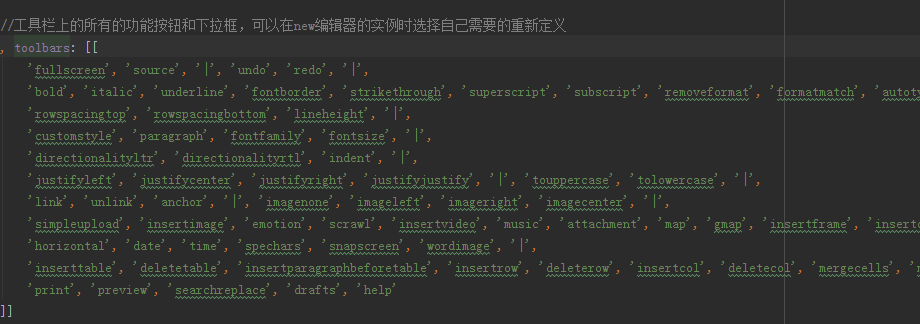 //工具栏上的所有的功能按钮和下拉框，可以在new编辑器的实例时选择自己需要的重新定义
, toolbars: [[
'fullscreen', 'source', '|', 'undo', 'redo', '|',
'bold', 'italic', 'underline', 'fontborder', 'strikethrough', 'superscript', 'subscript', 'removeformat', 'formatmatch', 'autoty
'rowspacingtop', 'rowspacingbottom', 'lineheight', '|',
'customstyle', 'paragraph', 'fontfamily', 'fontsize', '|',
'directionalityltr', 'directionalityrtl', 'indent', '|',
'justifyleft', 'justifycenter', 'justifyright', 'justifyjustify', '|', 'touppercase', 'tolowercase', '|',
'link', 'unlink', 'anchor', '|', 'imagenone', 'imageleft', 'imageright', 'imagecenter', '|',
'simpleupload', 'insertimage', 'emotion', 'scrawl', 'insertvideo', 'music', 'attachment', 'map', 'gmap', 'insertframe', 'insertc
'horizontal', 'date', 'time', 'spechars', 'snapscreen', 'wordimage', '|',
'inserttable', 'deletetable', 'insertparagraphbeforetable', 'insertrow', 'deleterow', 'insertcol', 'deletecol', 'mergecells',
'print', 'preview', 'searchreplace', 'drafts', 'help'
]]